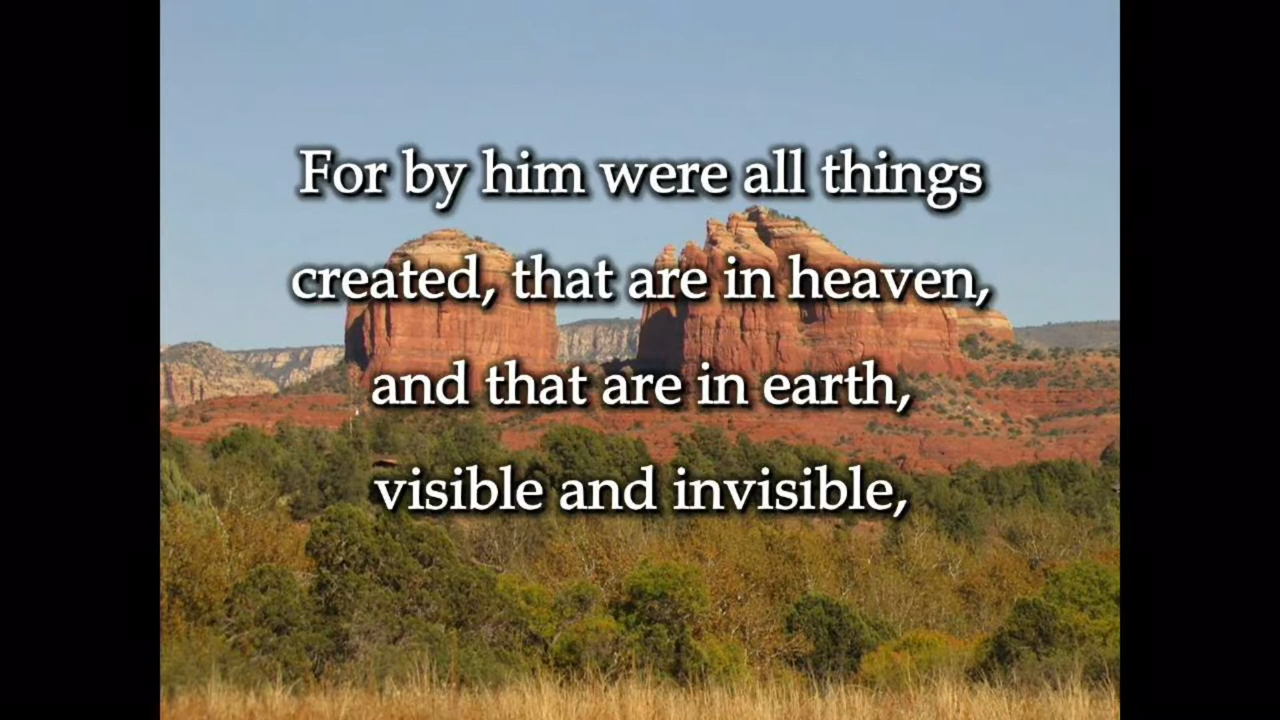 For by him were all things
created, that are in heaven,
and that are in earth,
visible and invisible,